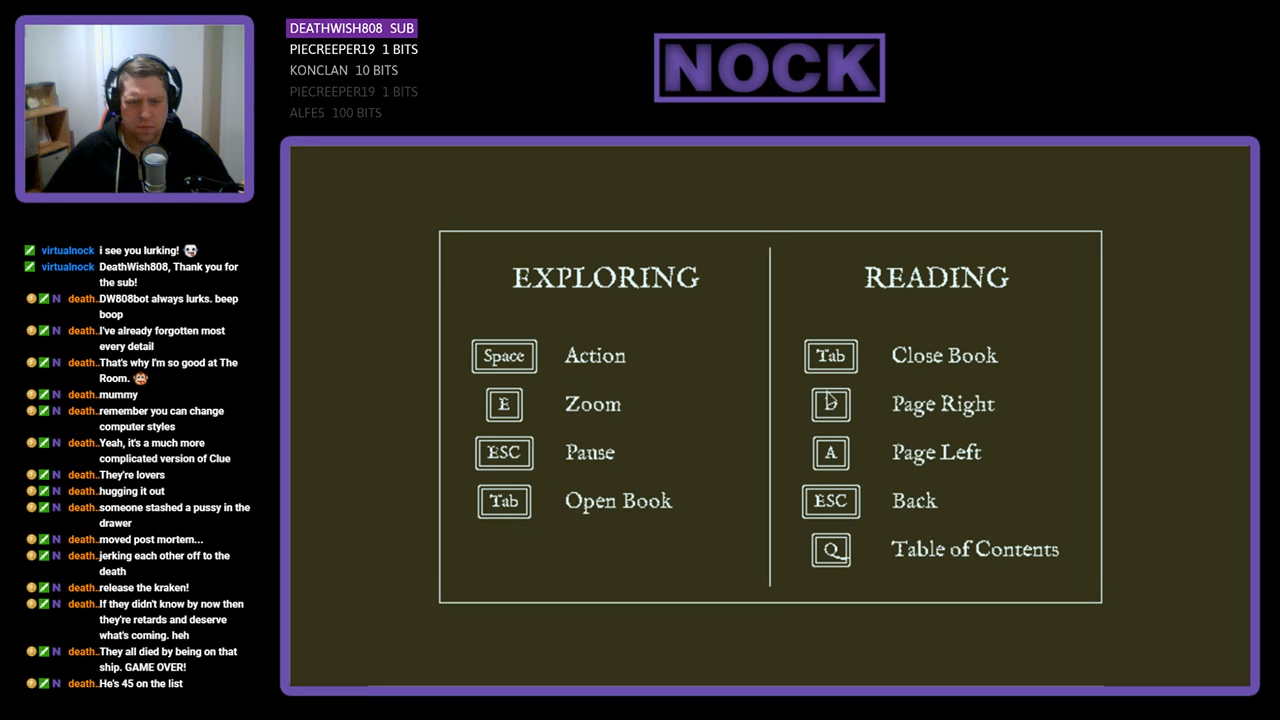 DEATHWISH808 SUB
PIECREEPER19 1 BITS
KONCLAN 10 BITS
PIECREEPER19 1 BITS
ALFE5 100 BITS
NOCK
virtualnock i see you lurking!
virtualnock DeathWish808, Thank you for
the sub!
death.. DW808bot always lurks. beep
boop
death.. I've already forgotten most
every detail
death.. That's why I'm so good at The
Room.
death.. mummy
death.. remember you can change
computer styles
death.. Yeah, it's a much more
complicated version of Clue
death.. They're lovers
death.. hugging it out
death.. someone stashed a pussy in the
drawer
death.. moved post mortem...
death.. jerking each other off to the
death
death.. release the kraken!
death.. If they didn't know by now then
they're retards and deserve
what's coming. heh
death.. They all died by being on that
ship. GAME OVER!
death.. He's 45 on the list
EXPLORING
Space Action
E Zoom
ESC Pause
Tab Open Book
READING
Tab Close Book
D Page Right
A Page Left
ESC Back
Q Table of Contents